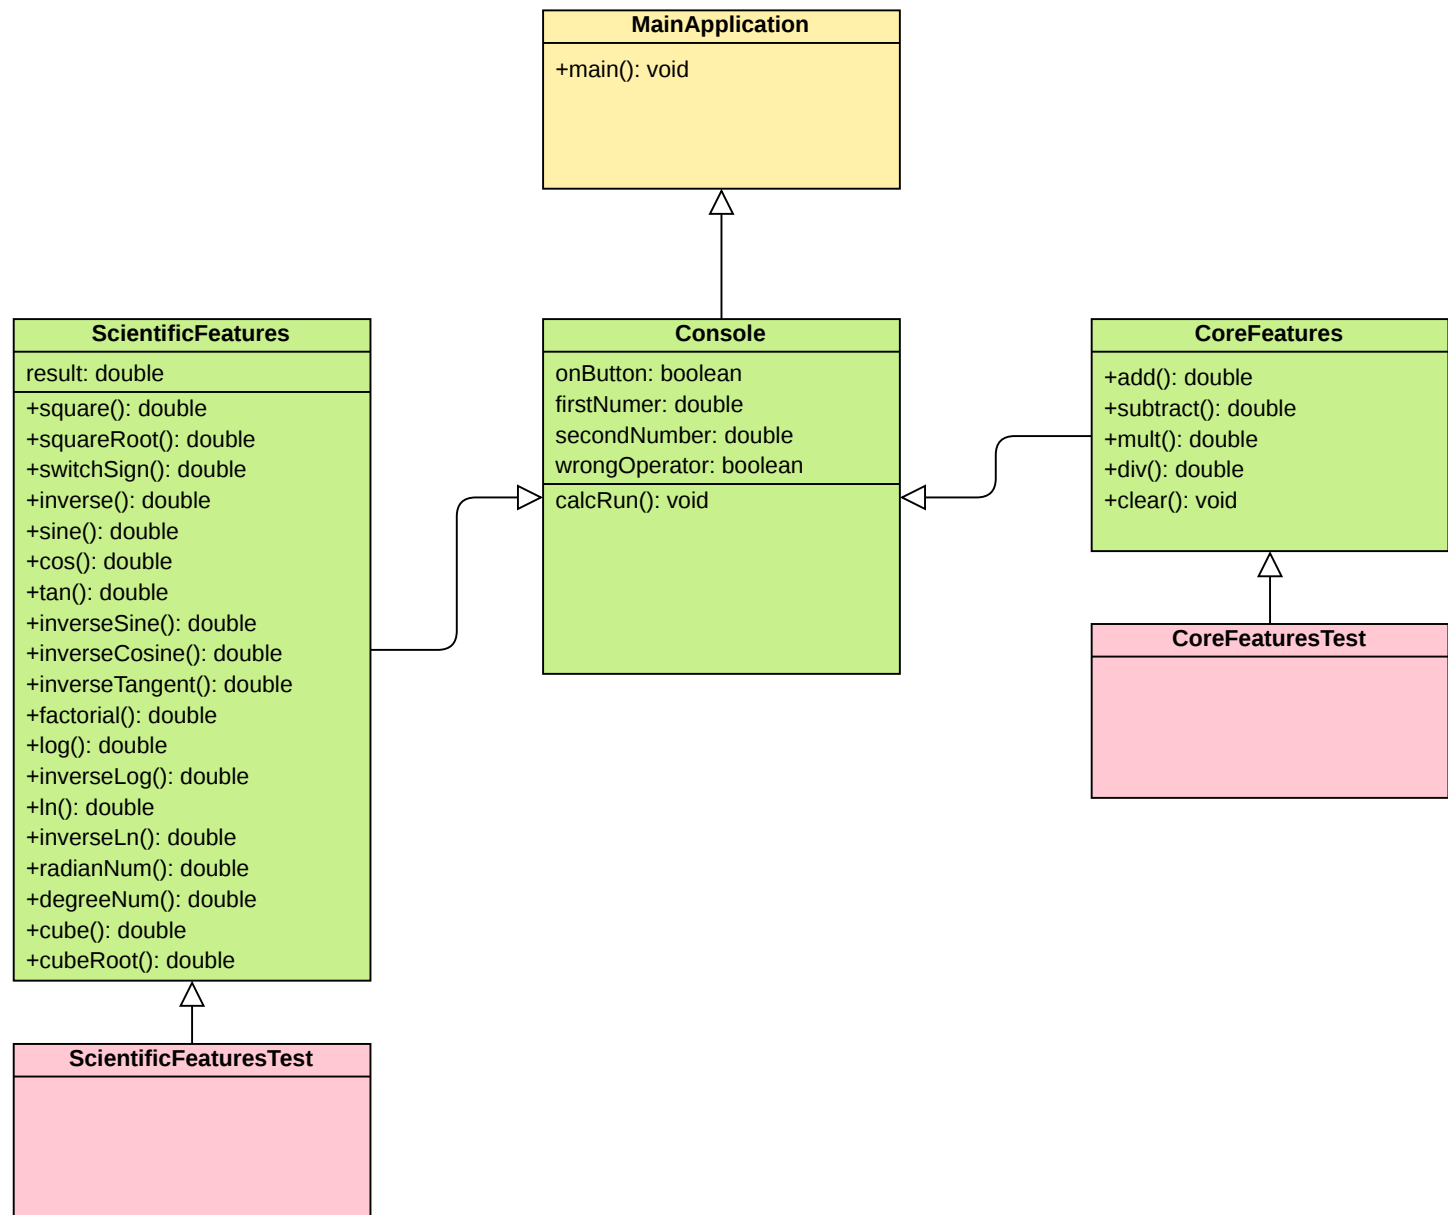 MainApplication
+main(): void
ScientificFeatures
result: double
+square(): double
+squareRoot(): double
+switchSign(): double
+inverse(): double
+sine(): double
+cos(): double
+tan(): double
+inverseSine(): double
+inverseCosine(): double
+inverseTangent(): double
+factorial(): double
+log(): double
+inverseLog(): double
+ln(): double
+inverseLn(): double
+radianNum(): double
+degreeNum(): double
+cube(): double
+cubeRoot(): double
Console
onButton: boolean
firstNumer: double
secondNumber: double
wrongOperator: boolean
calcRun(): void
CoreFeatures
+add(): double
+subtract(): double
+mult(): double
+div(): double
+clear(): void
CoreFeaturesTest
ScientificFeaturesTest